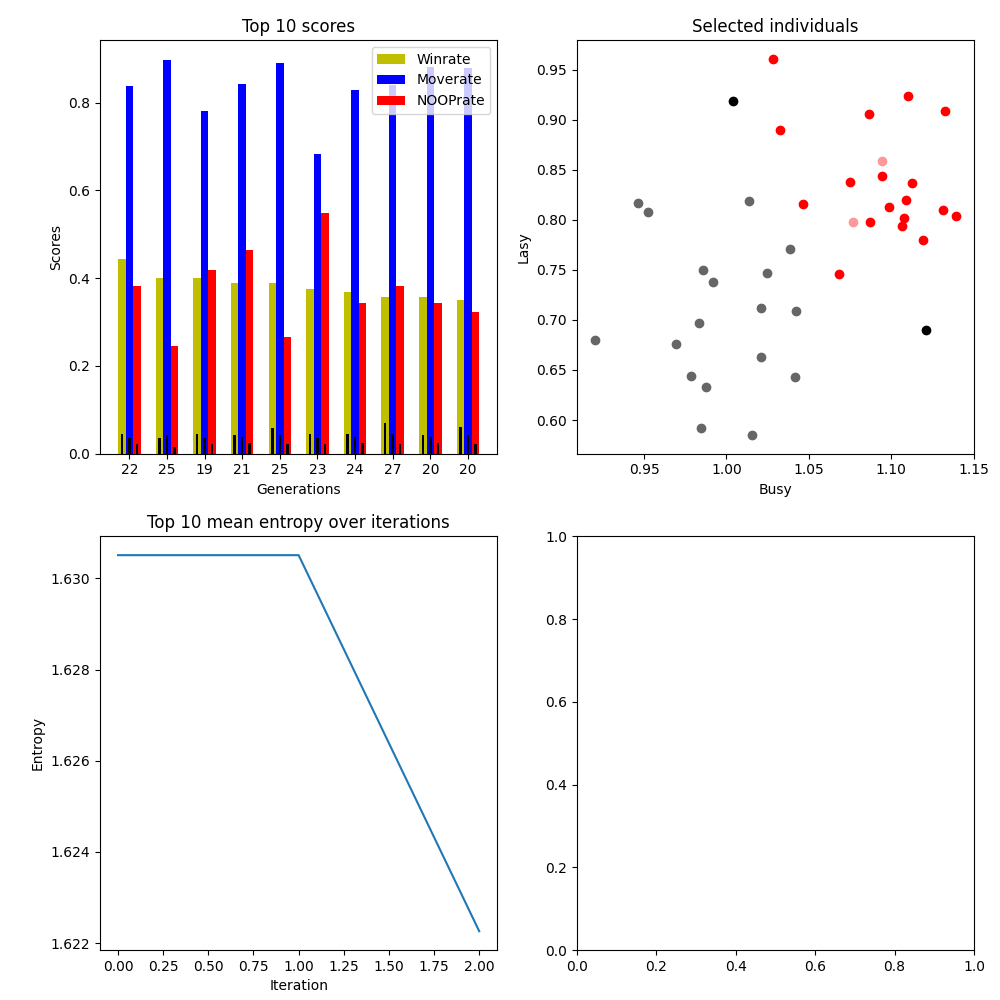 Top 10 scores
Winrate
Moverate
NOOPrate
Scores
0.8
0.6
0.4
0.2
0.0
22 25 19 21 25 23 24 27 20 20
Generations
Selected individuals
Lasy
0.95
0.90
0.85
0.80
0.75
0.70
0.65
0.60
0.95 1.00 1.05 1.10 1.15
Busy
Top 10 mean entropy over iterations
Entropy
1.630
1.628
1.626
1.624
1.622
0.00 0.25 0.50 0.75 1.00 1.25 1.50 1.75 2.00
Iteration
1.0
0.8
0.6
0.4
0.2
0.0
0.0 0.2 0.4 0.6 0.8 1.0